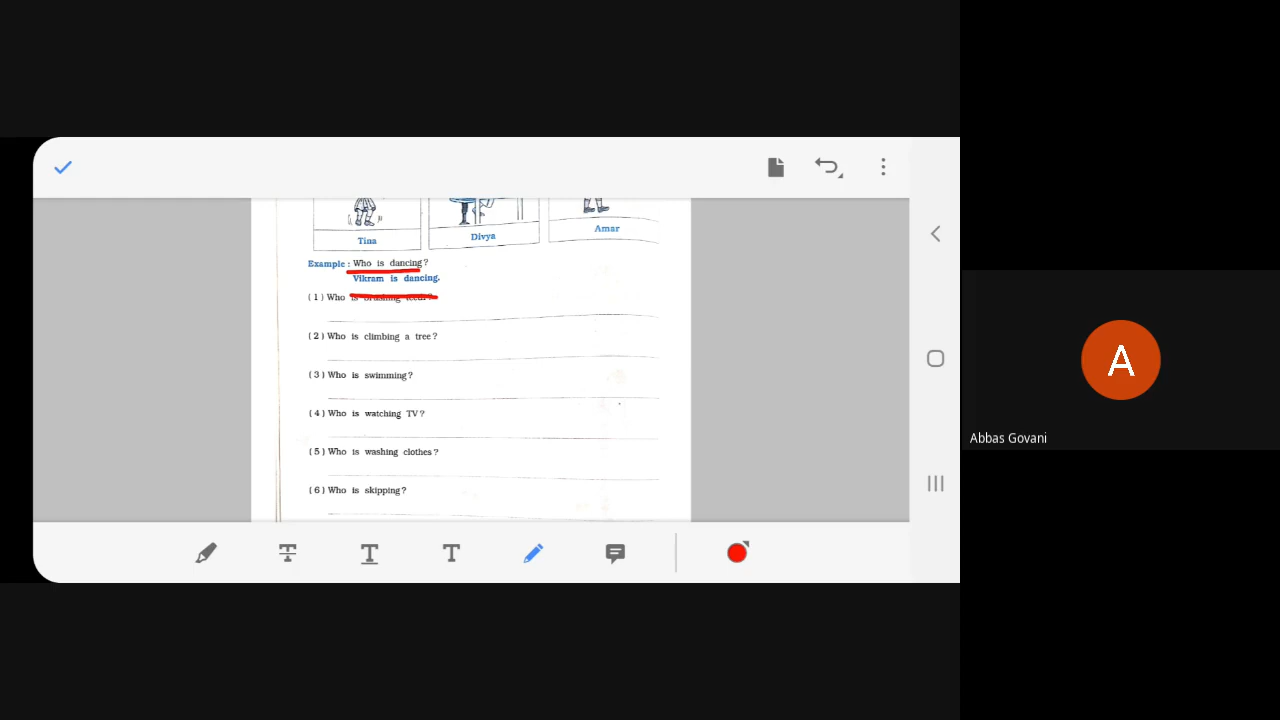 Tina
Divya
Amar
Example : Who is dancing?
Vikram is dancing.
( 1 ) Who is brushing teeth?
( 2 ) Who is climbing a tree?
( 3 ) Who is swimming?
( 4 ) Who is watching TV?
( 5 ) Who is washing clothes?
( 6 ) Who is skipping?
T
A
Abbas Govani